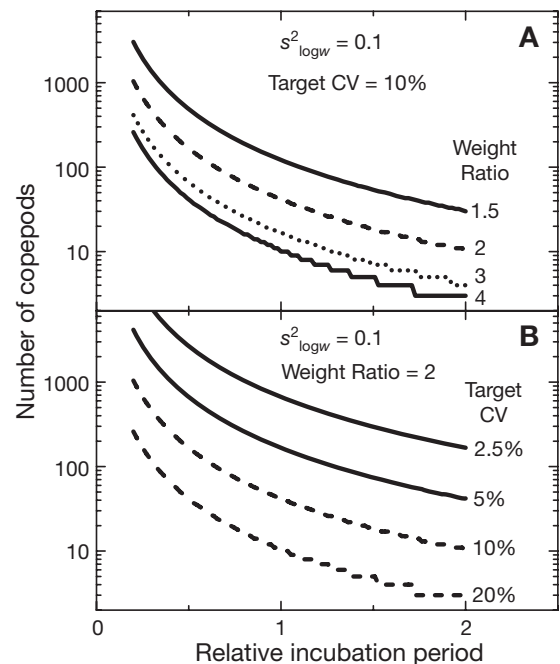 A
s²logw = 0.1
Target CV = 10%
Weight
Ratio
1.5
2
3
4
1000
100
10
B
s²logw = 0.1
Weight Ratio = 2
Target
CV
2.5%
5%
10%
20%
1000
100
10
Number of copepods
0
1
2
Relative incubation period